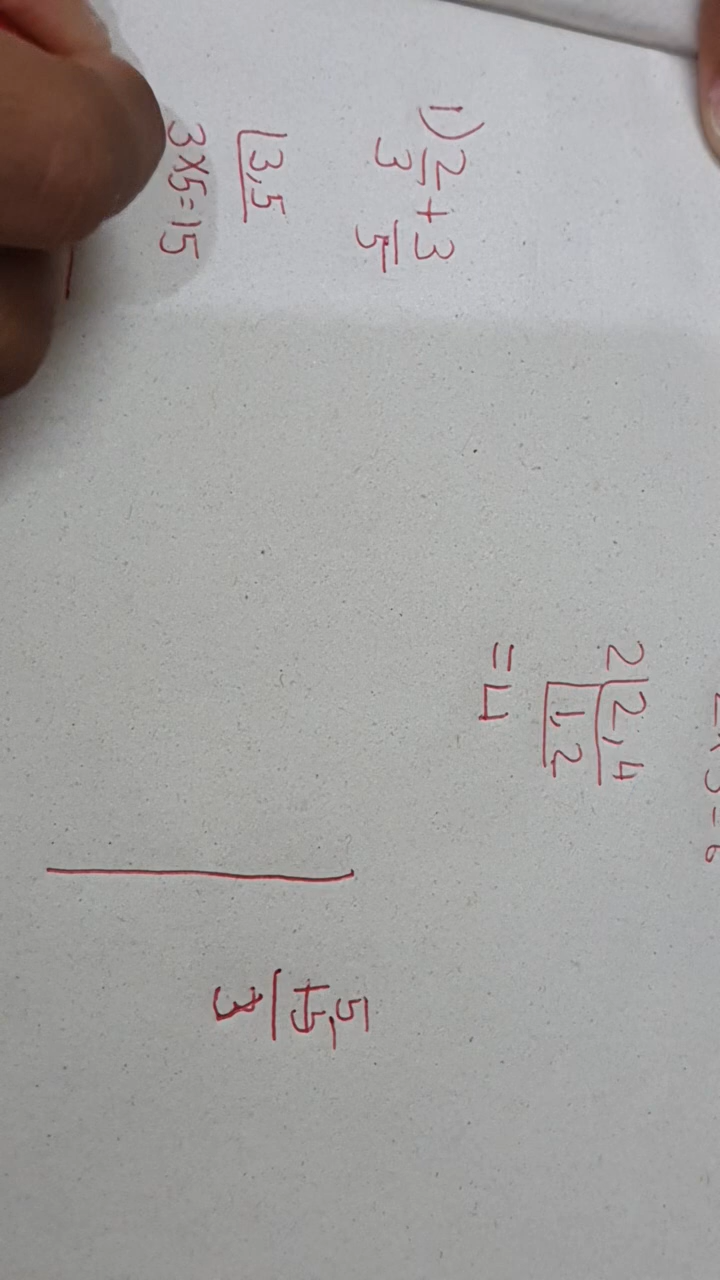 1) 2/3 + 3/5
3,5
3x5=15
2 | 2,4
1,2
= 4
5
15
3